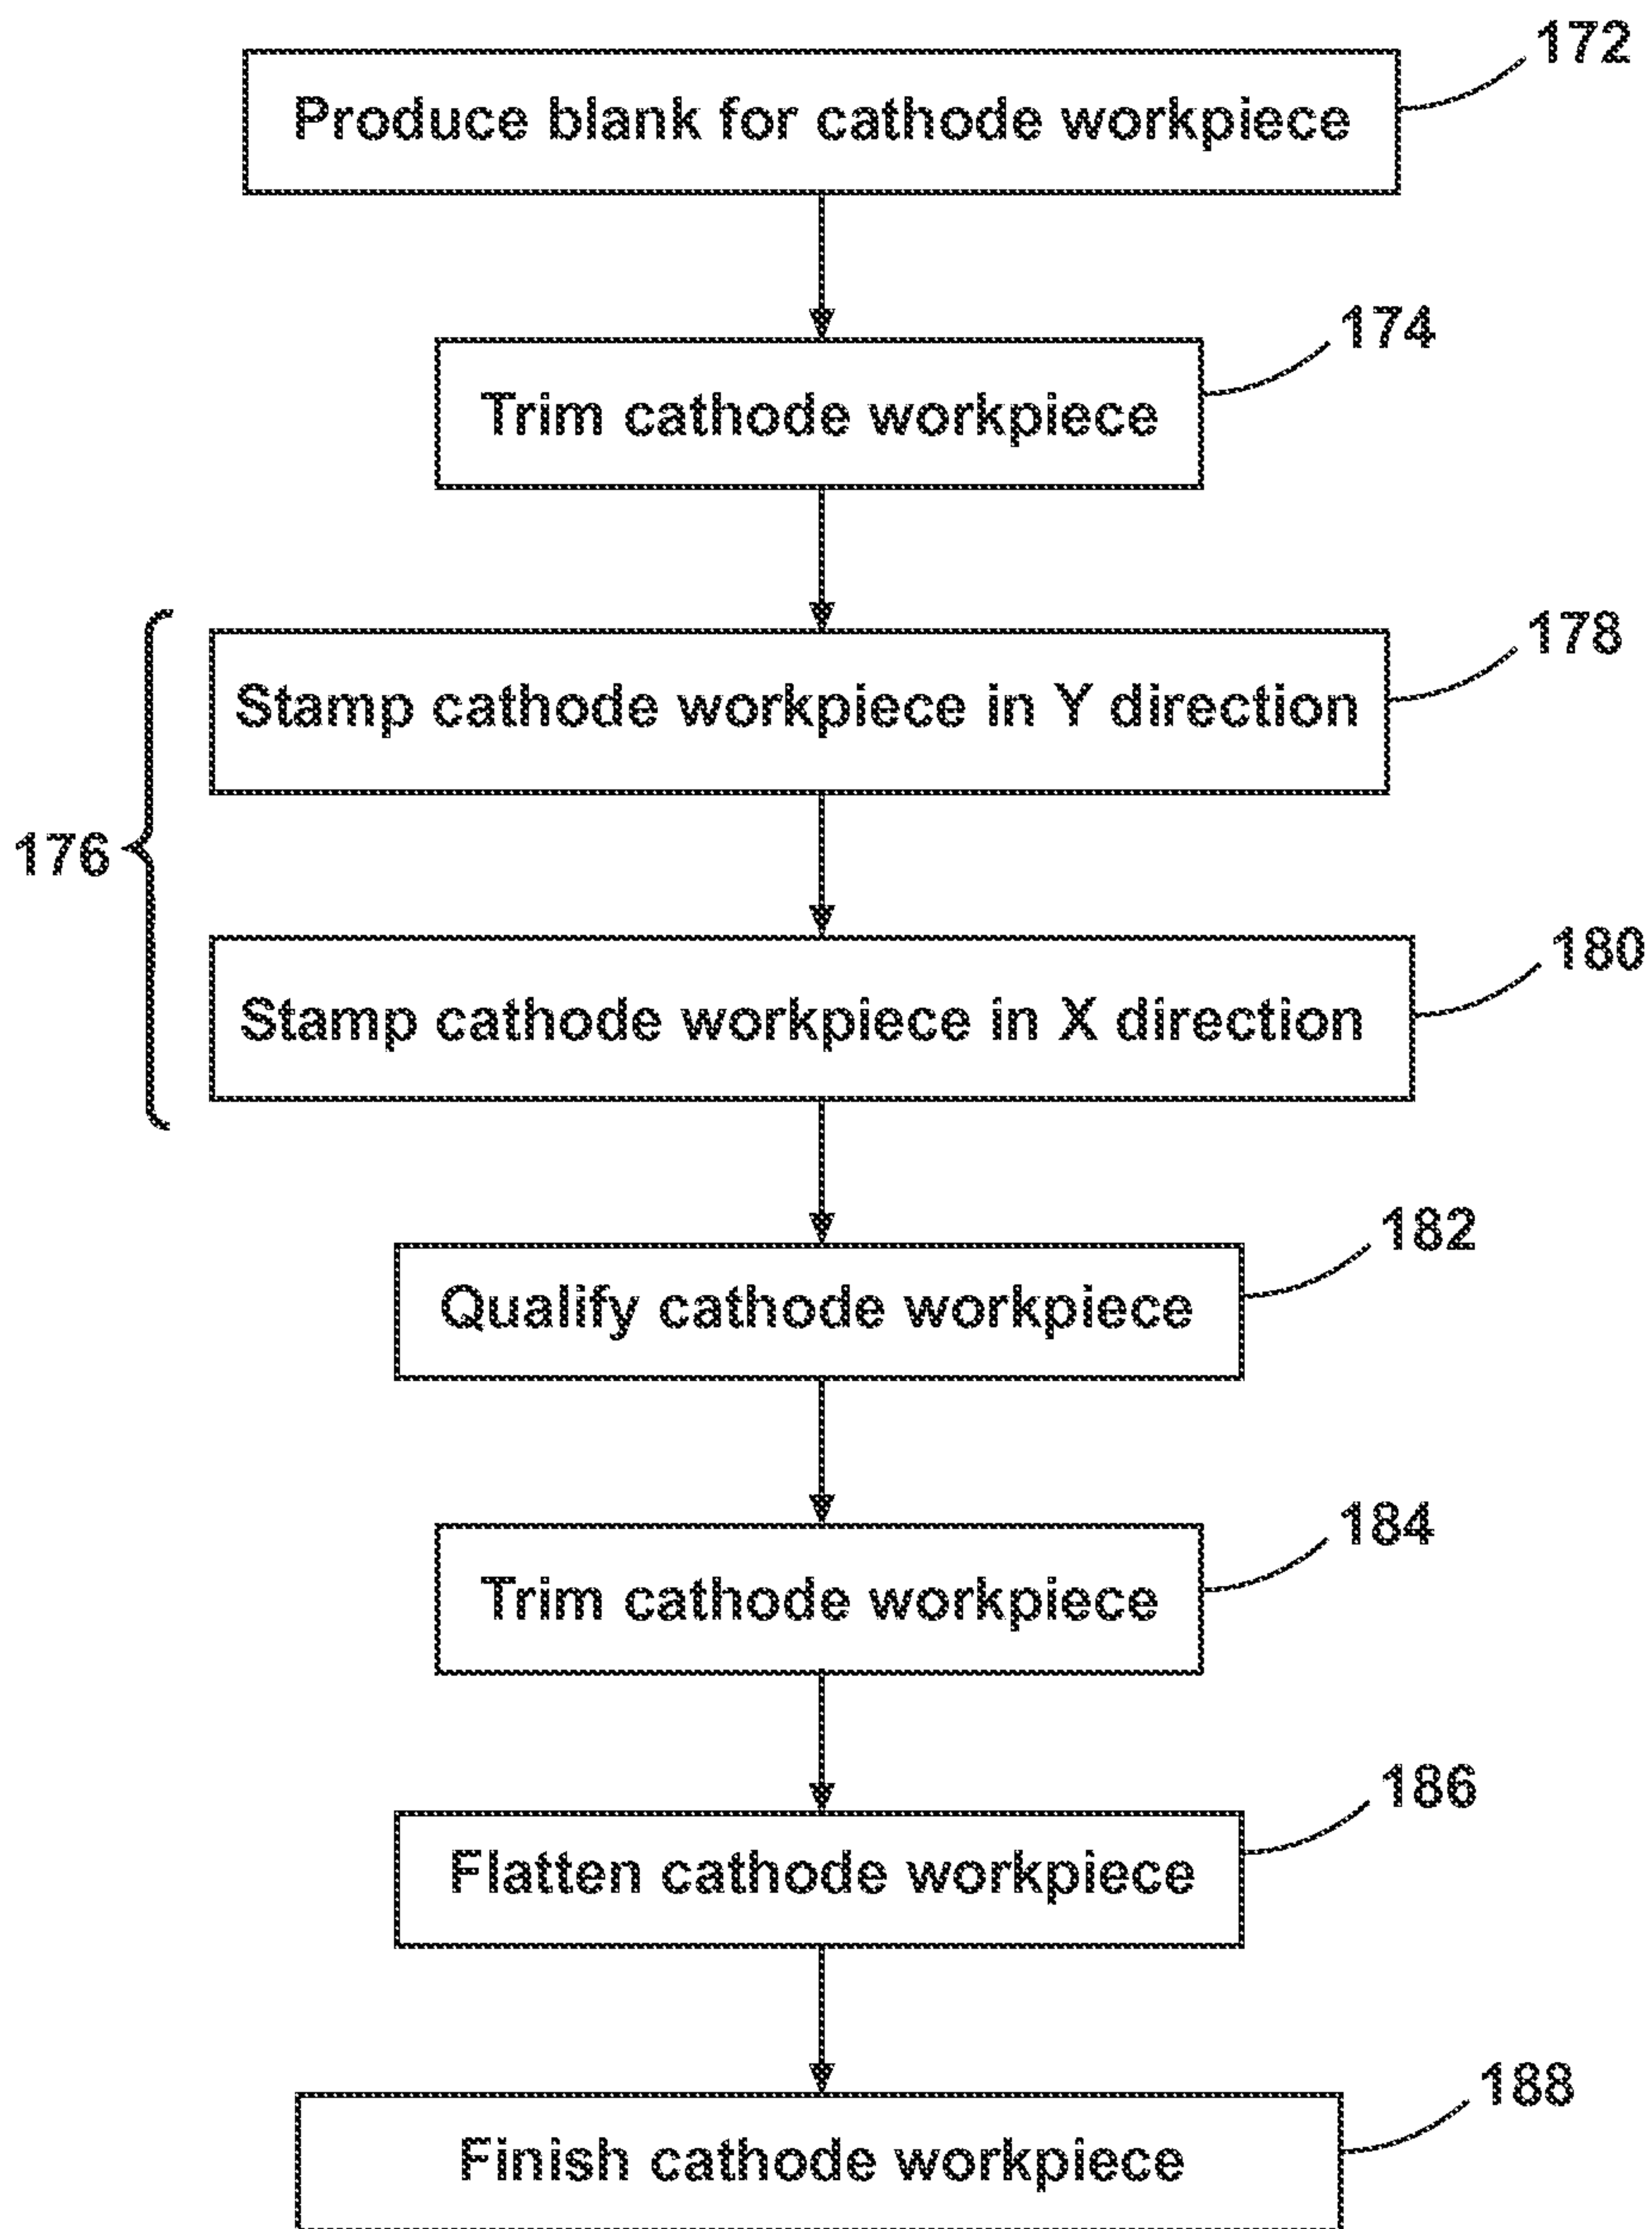 172
Produce blank for cathode workpiece
174
Trim cathode workpiece
178
Stamp cathode workpiece in Y direction
176
180
Stamp cathode workpiece in X direction
182
Qualify cathode workpiece
184
Trim cathode workpiece
186
Flatten cathode workpiece
188
Finish cathode workpiece